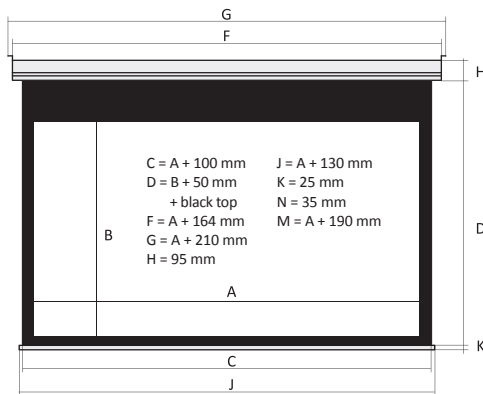 G
F
H
C = A + 100 mm
D = B + 50 mm
+ black top
F = A + 164 mm
G = A + 210 mm
H = 95 mm
J = A + 130 mm
K = 25 mm
N = 35 mm
M = A + 190 mm
B
D
A
K
C
J